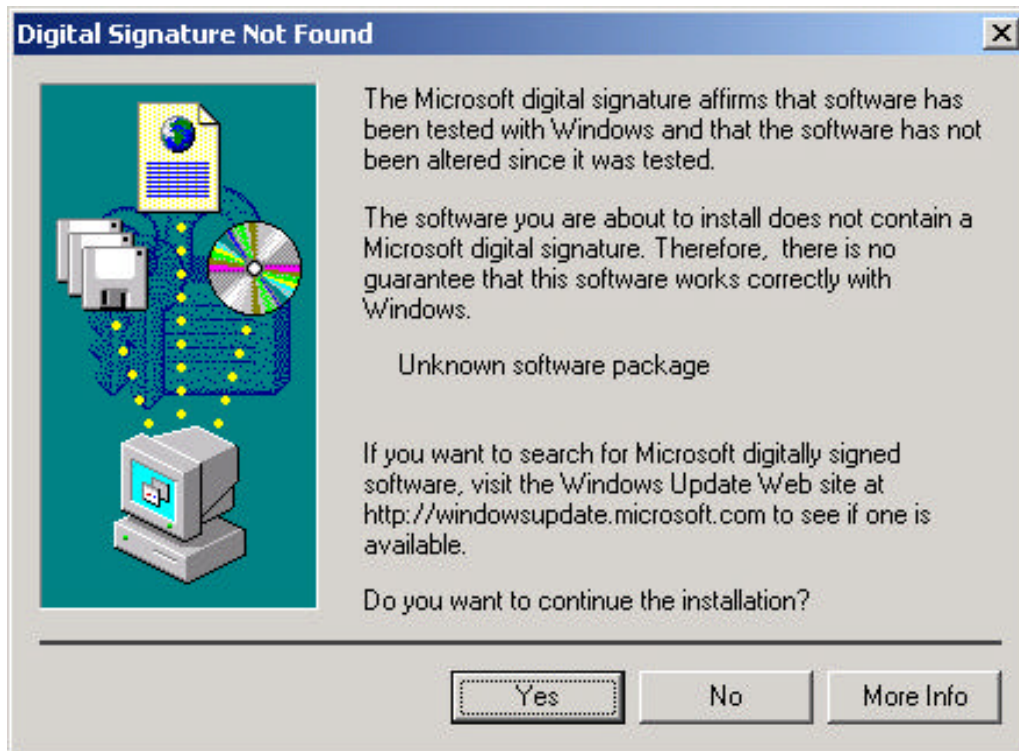 Digital Signature Not Found
The Microsoft digital signature affirms that software has
been tested with Windows and that the software has not
been altered since it was tested.
The software you are about to install does not contain a
Microsoft digital signature. Therefore,  there is no
guarantee that this software works correctly with
Windows.
Unknown software package
If you want to search for Microsoft digitally signed
software, visit the Windows Update Web site at
http://windowsupdate.microsoft.com to see if one is
available.
Do you want to continue the installation?
Yes
No
More Info